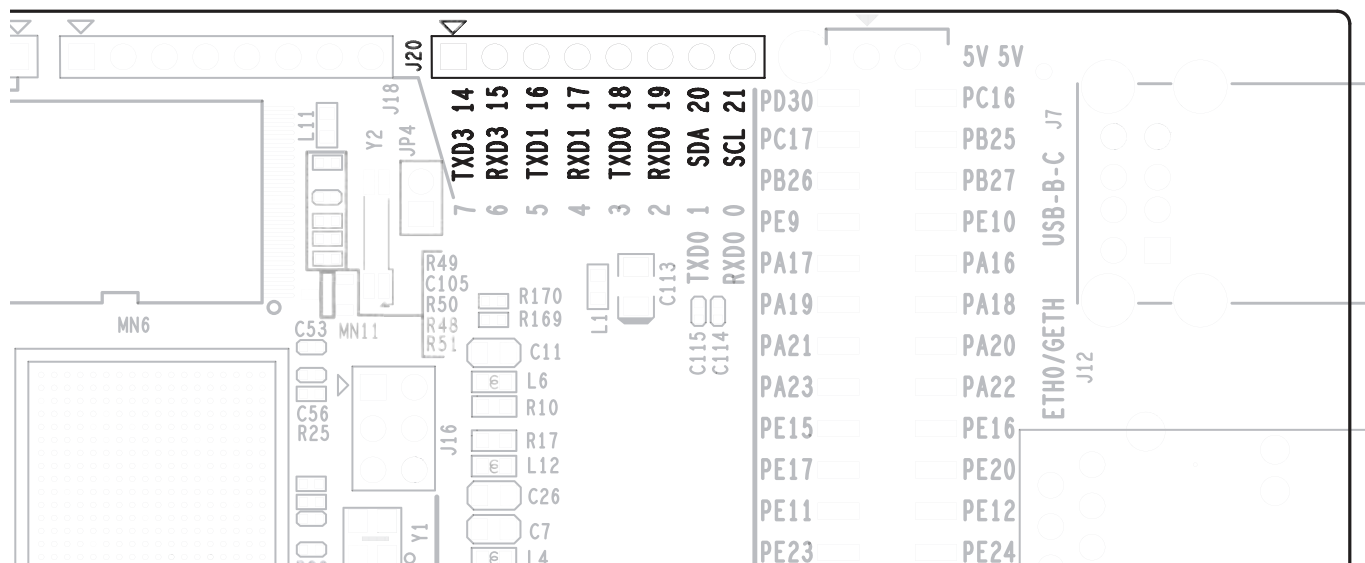 J20
5V 5V
TXD3 14
RXD3 15
TXD1 16
RXD1 17
TXD0 18
RXD0 19
SDA 20
SCL 21
7
6
5
4
3
2
TXD0 1
RXD0 0
J18
L11
Y2
JP4
PD30 PC16
PC17 PB25
PB26 PB27
PE9 PE10
PA17 PA16
PA19 PA18
PA21 PA20
PA23 PA22
PE15 PE16
PE17 PE20
PE11 PE12
PE23 PE24
J7
USB-B-C
ETH0/GETH
J12
R49
C105
R50
R48
R51
R170
R169
L1
C113
C115
C114
MN6
C53
MN11
C11
L6
R10
C56
R25
J16
R17
L12
C26
C7
Y1
L4